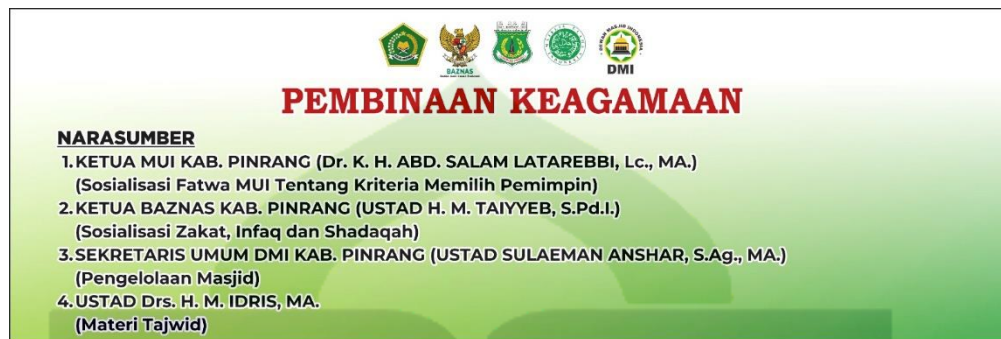 BAZNAS
DMI
PEMBINAAN KEAGAMAAN
NARASUMBER
1. KETUA MUI KAB. PINRANG (Dr. K. H. ABD. SALAM LATAREBBI, Lc., MA.)
(Sosialisasi Fatwa MUI Tentang Kriteria Memilih Pemimpin)
2. KETUA BAZNAS KAB. PINRANG (USTAD H. M. TAIYYEB, S.Pd.I.)
(Sosialisasi Zakat, Infaq dan Shadaqah)
3. SEKRETARIS UMUM DMI KAB. PINRANG (USTAD SULAEMAN ANSHAR, S.Ag., MA.)
(Pengelolaan Masjid)
4. USTAD Drs. H. M. IDRIS, MA.
(Materi Tajwid)